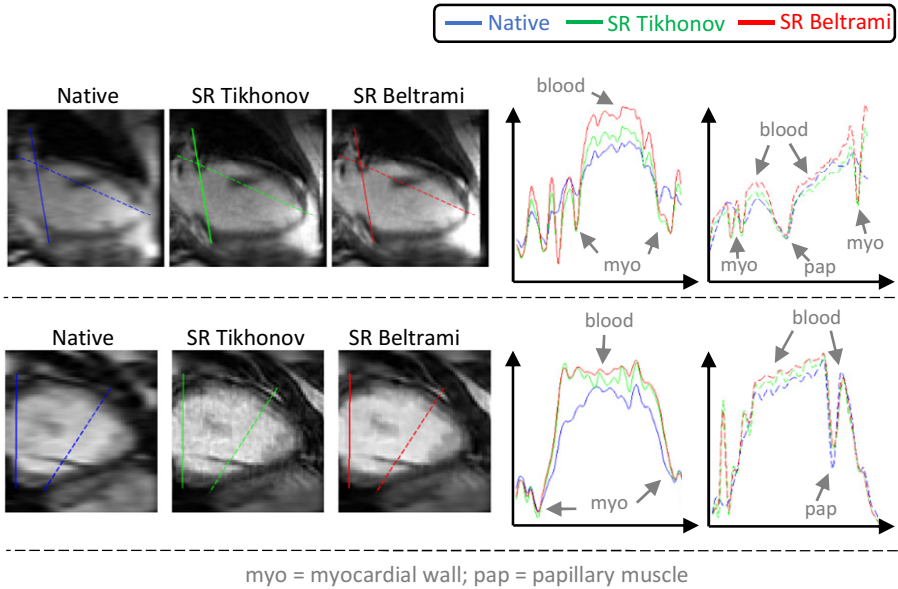 Native SR Tikhonov SR Beltrami
Native SR Tikhonov SR Beltrami
blood
blood
myo
myo
myo
pap
Native SR Tikhonov SR Beltrami
blood
blood
myo
pap
myo = myocardial wall; pap = papillary muscle